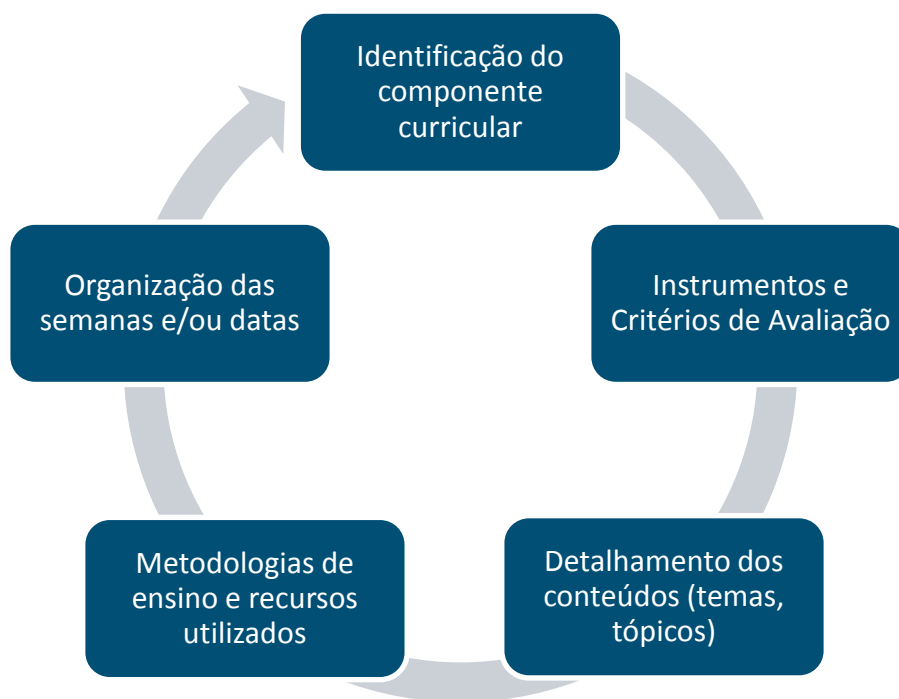 Identificação do
componente
curricular
Instrumentos e
Critérios de Avaliação
Detalhamento dos
conteúdos (temas,
tópicos)
Metodologias de
ensino e recursos
utilizados
Organização das
semanas e/ou datas